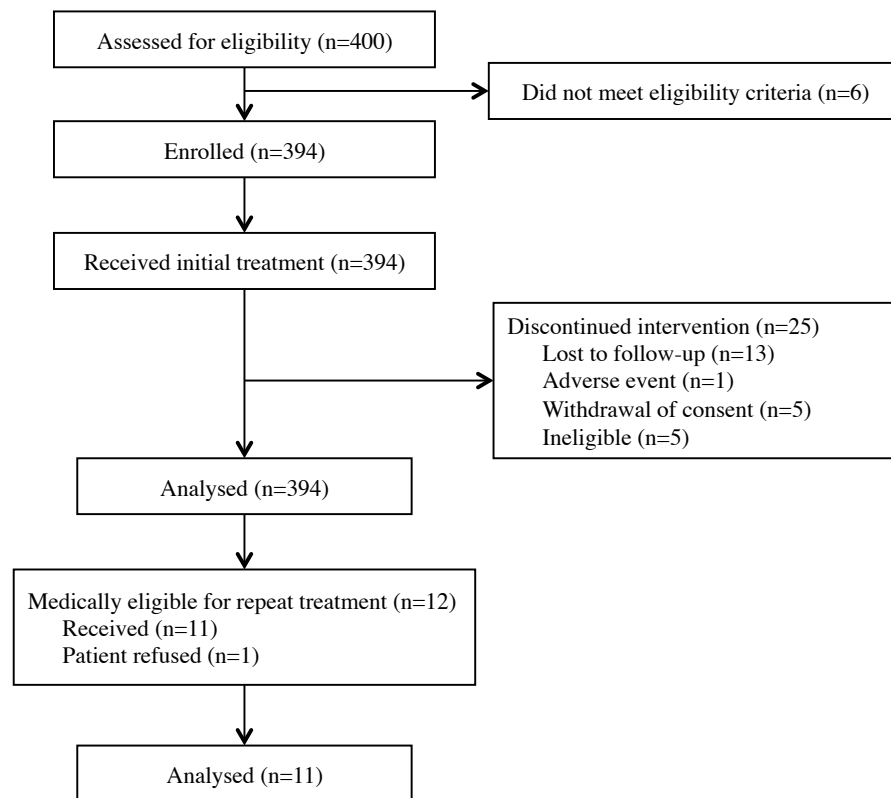 Assessed for eligibility (n=400)
Did not meet eligibility criteria (n=6)
Enrolled (n=394)
Received initial treatment (n=394)
Discontinued intervention (n=25)
Lost to follow-up (n=13)
Adverse event (n=1)
Withdrawal of consent (n=5)
Ineligible (n=5)
Analysed (n=394)
Medically eligible for repeat treatment (n=12)
Received (n=11)
Patient refused (n=1)
Analysed (n=11)